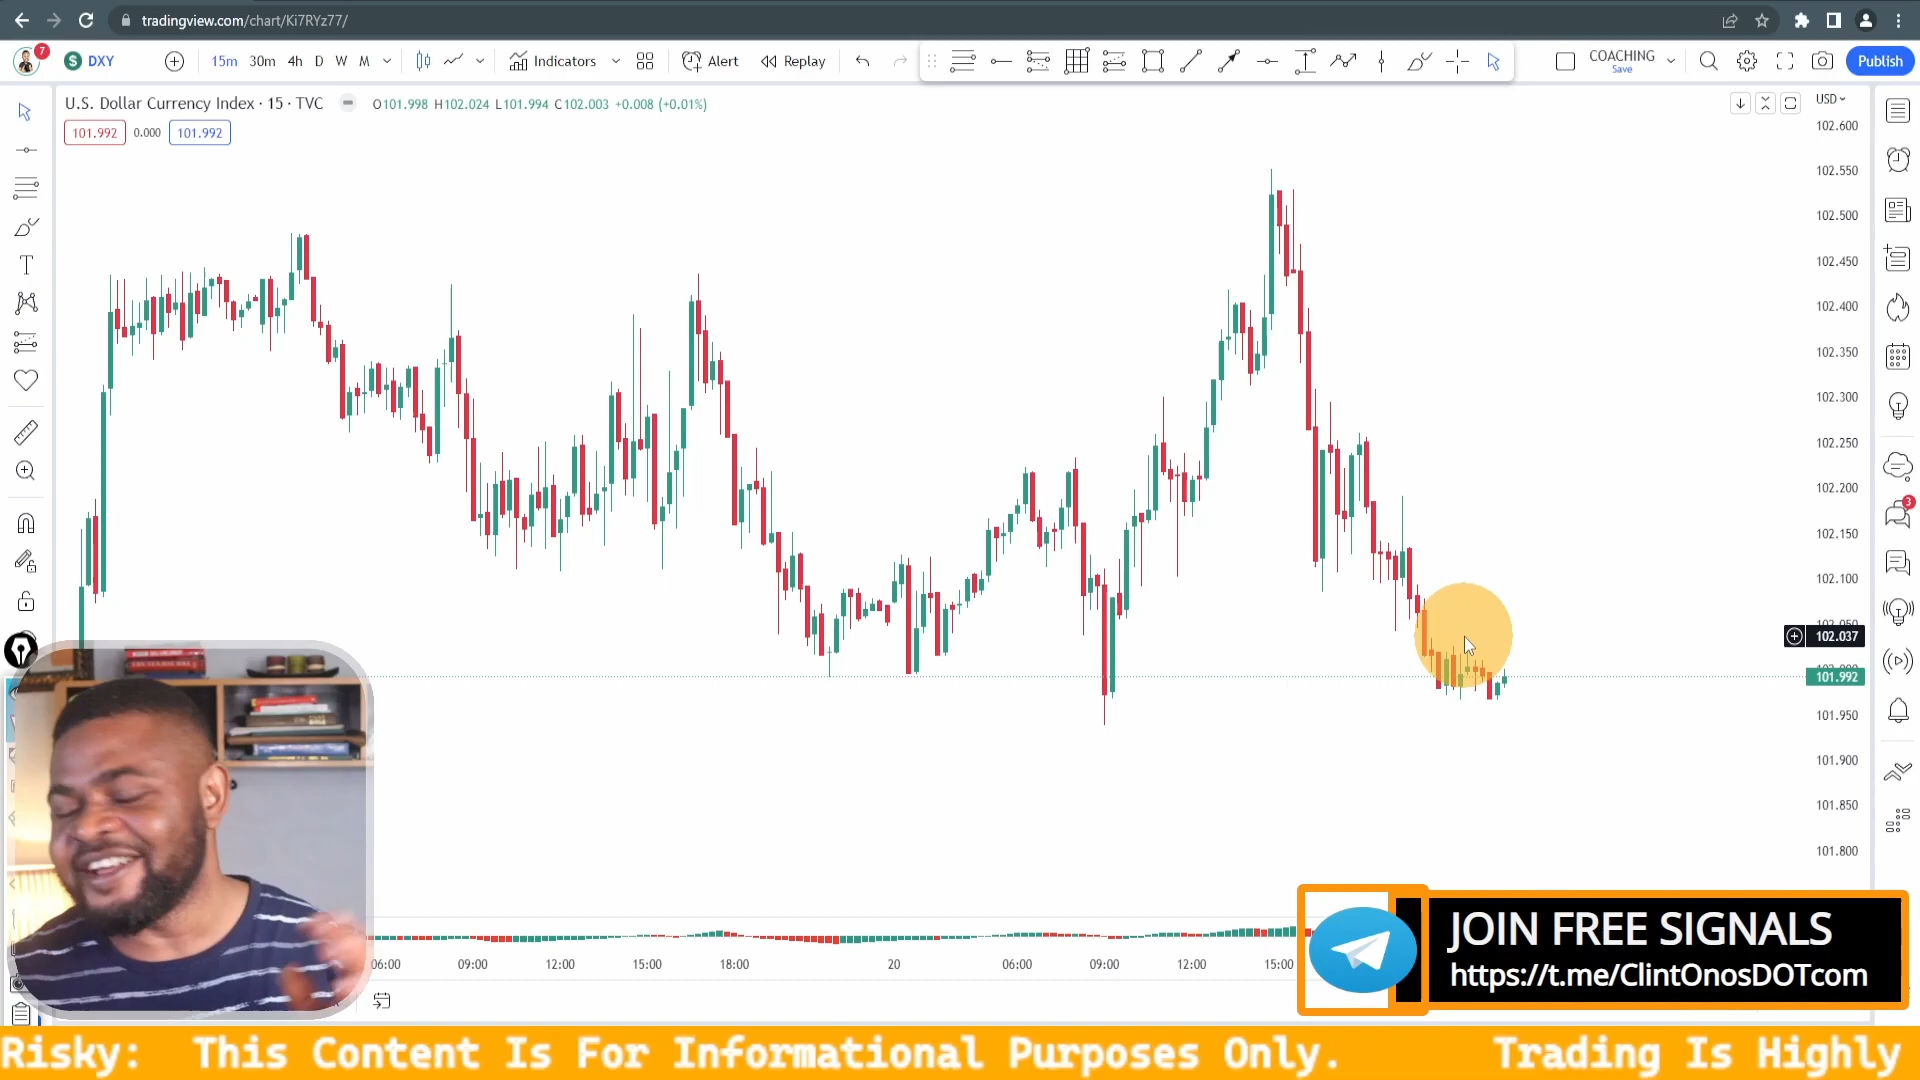 tradingview.com/chart/Ki7RYz77/
7
S DXY 15m 30m 4h D W M Indicators Alert Replay COACHING Save Publish
U.S. Dollar Currency Index · 15 · TVC O101.998 H102.024 L101.994 C102.003 +0.008 (+0.01%)
101.992 0.000 101.992
USD
102.600
102.550
102.500
102.450
102.400
102.350
102.300
102.250
102.200
102.150
102.100
102.037
101.992
101.950
101.900
101.850
101.800
3
T
06:00 09:00 12:00 15:00 18:00 20 06:00 09:00 12:00 15:00
JOIN FREE SIGNALS
https://t.me/ClintOnosDOTcom
Risky: This Content Is For Informational Purposes Only. Trading Is Highly